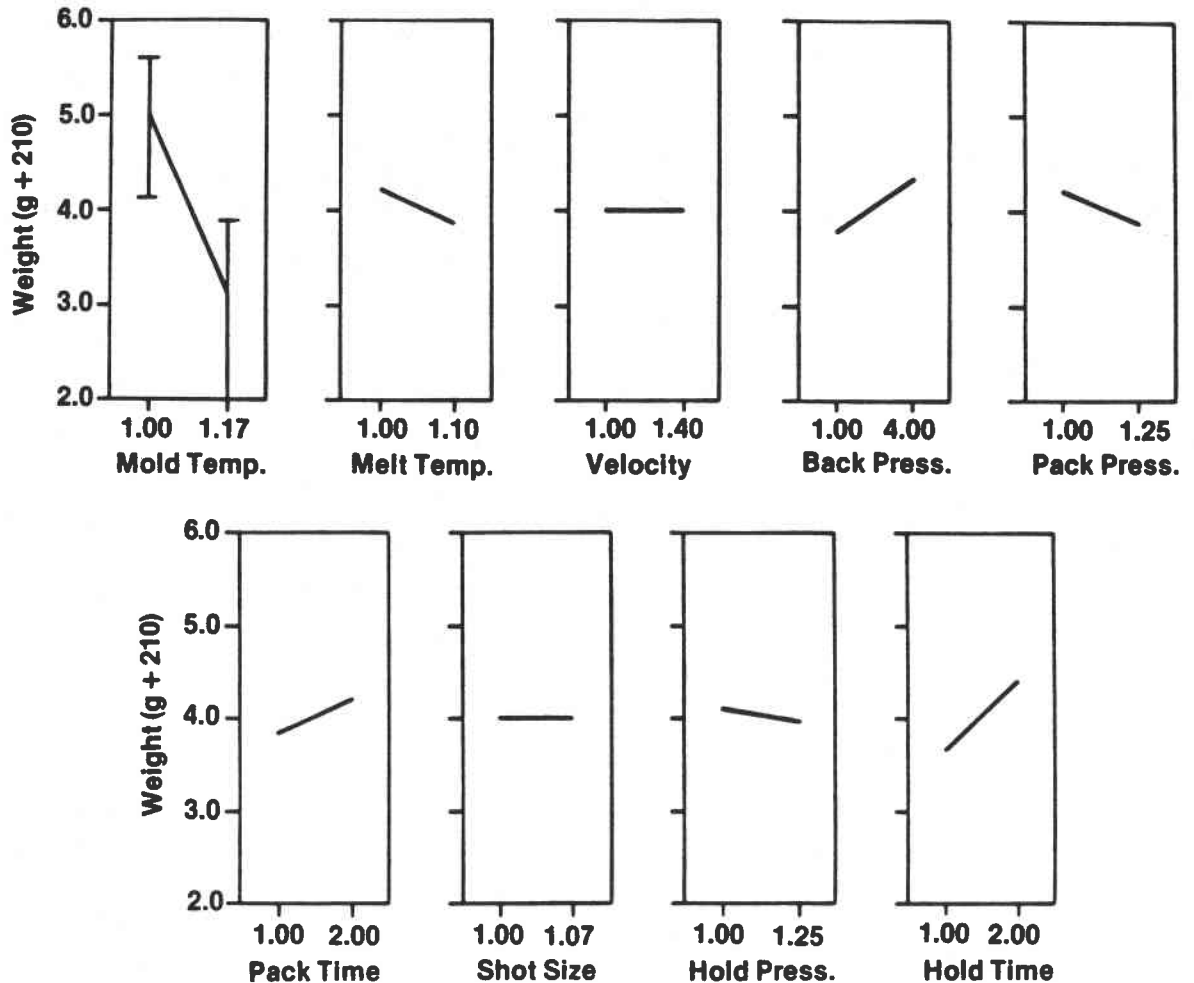 6.0
5.0
4.0
3.0
2.0
Weight (g + 210)
1.00 1.17
Mold Temp.
1.00 1.10
Melt Temp.
1.00 1.40
Velocity
1.00 4.00
Back Press.
1.00 1.25
Pack Press.
6.0
5.0
4.0
3.0
2.0
Weight (g + 210)
1.00 2.00
Pack Time
1.00 1.07
Shot Size
1.00 1.25
Hold Press.
1.00 2.00
Hold Time